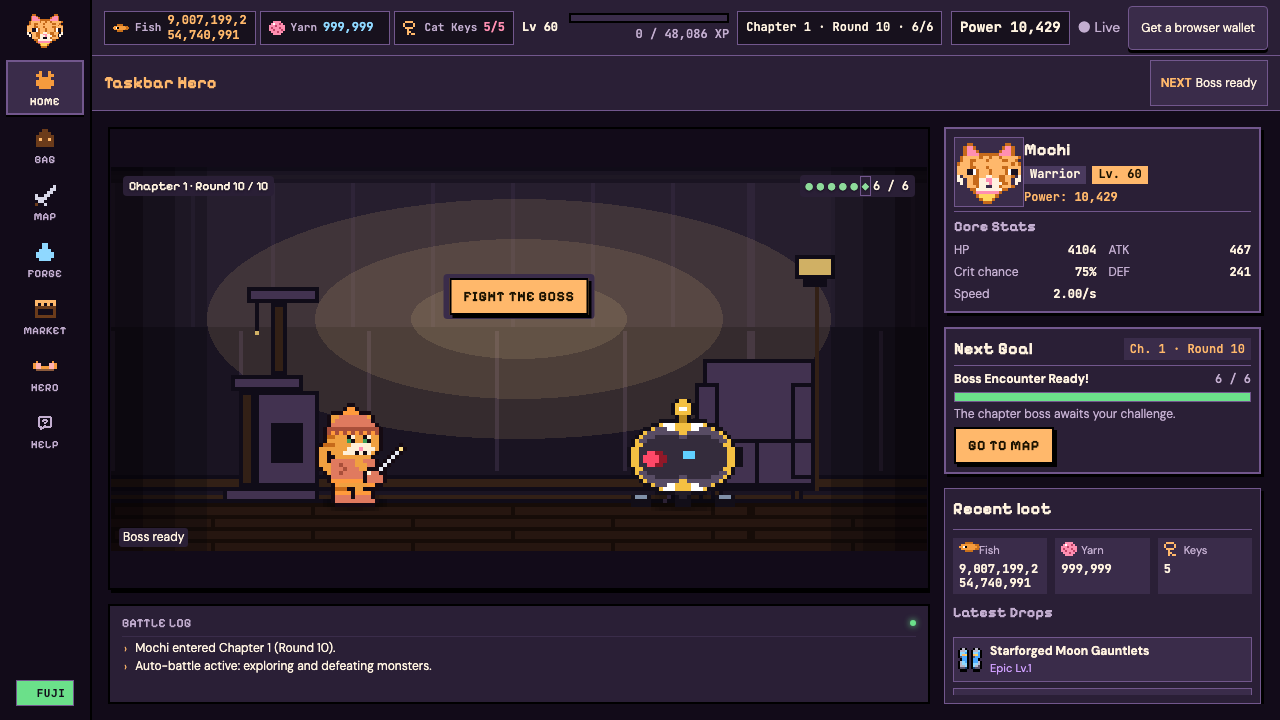 Fish 9,007,199,2
54,740,991
Yarn 999,999
Cat Keys 5/5
Lv 60
0 / 48,086 XP
Chapter 1 · Round 10 · 6/6
Power 10,429
Live
Get a browser wallet
HOME
BAG
MAP
FORGE
MARKET
HERO
HELP
FUJI
Taskbar Hero
NEXT Boss ready
Chapter 1 · Round 10 / 10
6 / 6
FIGHT THE BOSS
Boss ready
BATTLE LOG
› Mochi entered Chapter 1 (Round 10).
› Auto-battle active: exploring and defeating monsters.
Mochi
Warrior Lv. 60
Power: 10,429
Core Stats
HP 4104 ATK 467
Crit chance 75% DEF 241
Speed 2.00/s
Next Goal Ch. 1 · Round 10
Boss Encounter Ready! 6 / 6
The chapter boss awaits your challenge.
GO TO MAP
Recent loot
Fish Yarn Keys
9,007,199,2 999,999 5
54,740,991
Latest Drops
Starforged Moon Gauntlets
Epic Lv.1